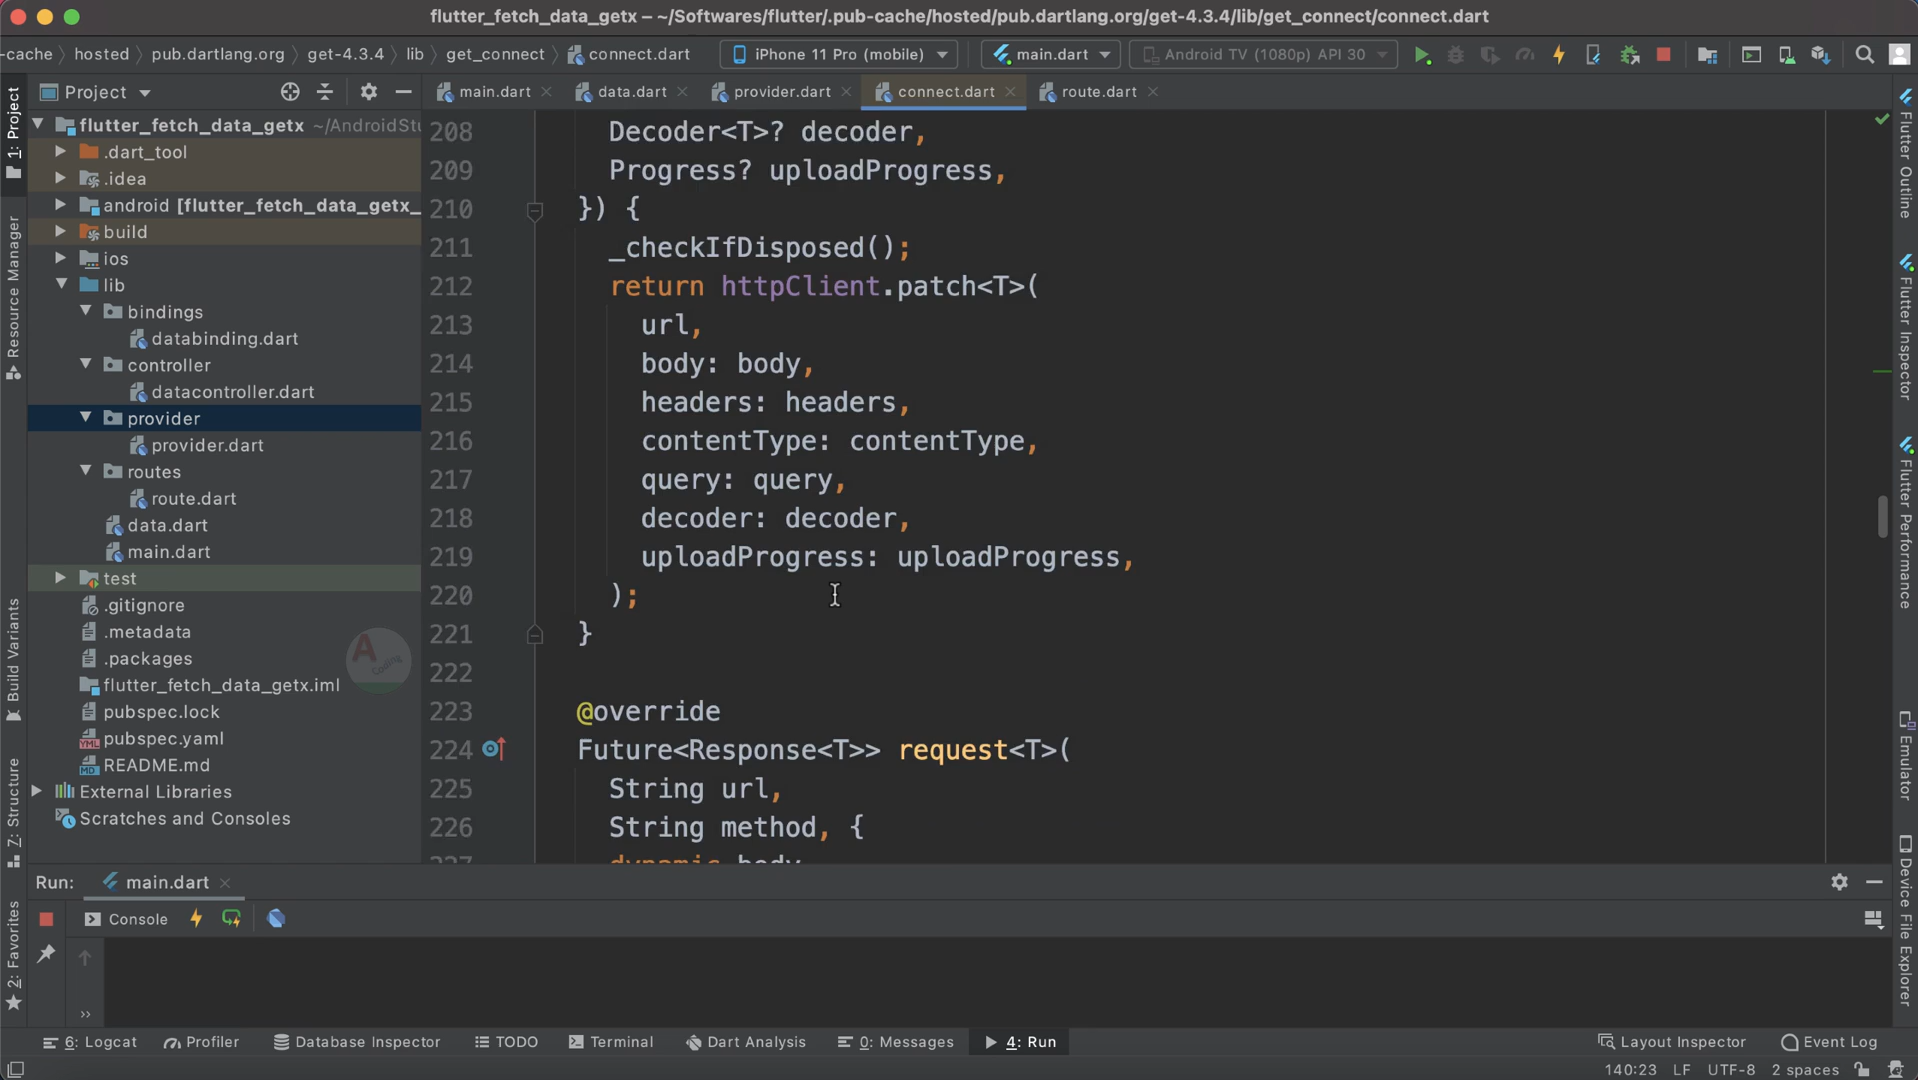 flutter_fetch_data_getx – ~/Softwares/flutter/.pub-cache/hosted/pub.dartlang.org/get-4.3.4/lib/get_connect/connect.dart
-cache hosted pub.dartlang.org get-4.3.4 lib get_connect connect.dart iPhone 11 Pro (mobile) main.dart Android TV (1080p) API 30
Project main.dart data.dart provider.dart connect.dart route.dart
1: Project
Resource Manager
Build Variants
7: Structure
2: Favorites
flutter_fetch_data_getx ~/AndroidStu
.dart_tool
.idea
android [flutter_fetch_data_getx_
build
ios
lib
bindings
databinding.dart
controller
datacontroller.dart
provider
provider.dart
routes
route.dart
data.dart
main.dart
test
.gitignore
.metadata
.packages
flutter_fetch_data_getx.iml
pubspec.lock
pubspec.yaml
README.md
External Libraries
Scratches and Consoles
A Coding
208 Decoder<T>? decoder,
209 Progress? uploadProgress,
210 }) {
211 _checkIfDisposed();
212 return httpClient.patch<T>(
213 url,
214 body: body,
215 headers: headers,
216 contentType: contentType,
217 query: query,
218 decoder: decoder,
219 uploadProgress: uploadProgress,
220 );
221 }
222
223 @override
224 Future<Response<T>> request<T>(
225 String url,
226 String method, {
227 dynamic body
Flutter Outline
Flutter Inspector
Flutter Performance
Emulator
Device File Explorer
Run: main.dart
Console
6: Logcat Profiler Database Inspector TODO Terminal Dart Analysis 0: Messages 4: Run Layout Inspector Event Log
140:23 LF UTF-8 2 spaces